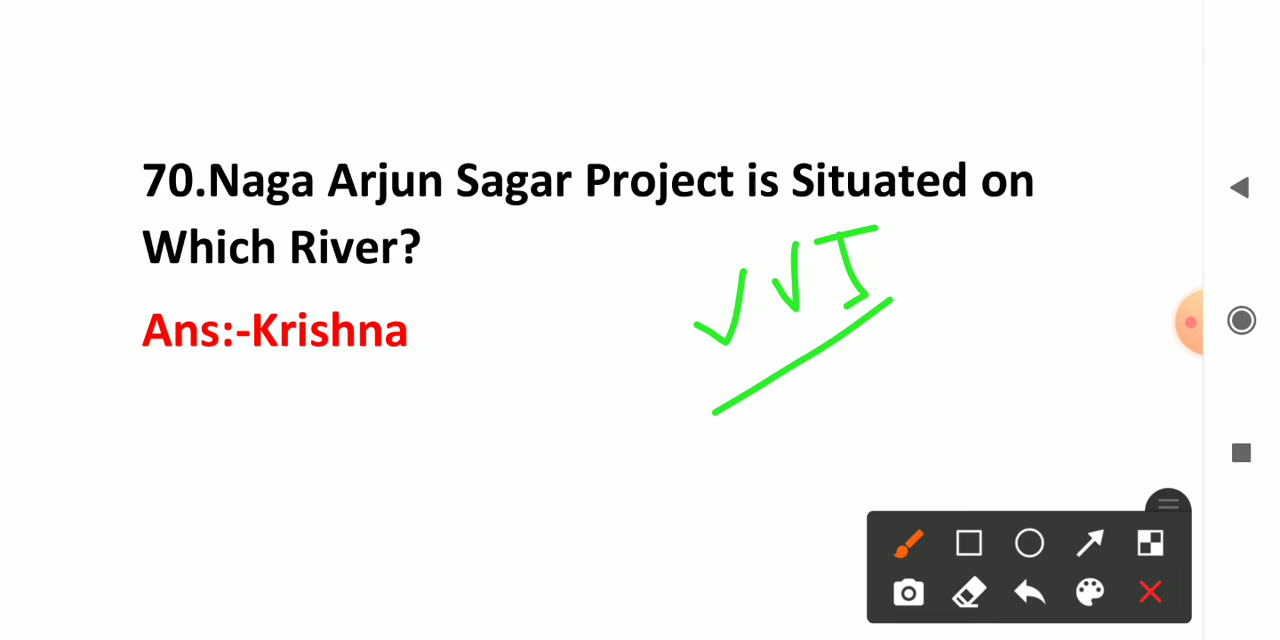 70.Naga Arjun Sagar Project is Situated on
Which River?
VVI
Ans:-Krishna